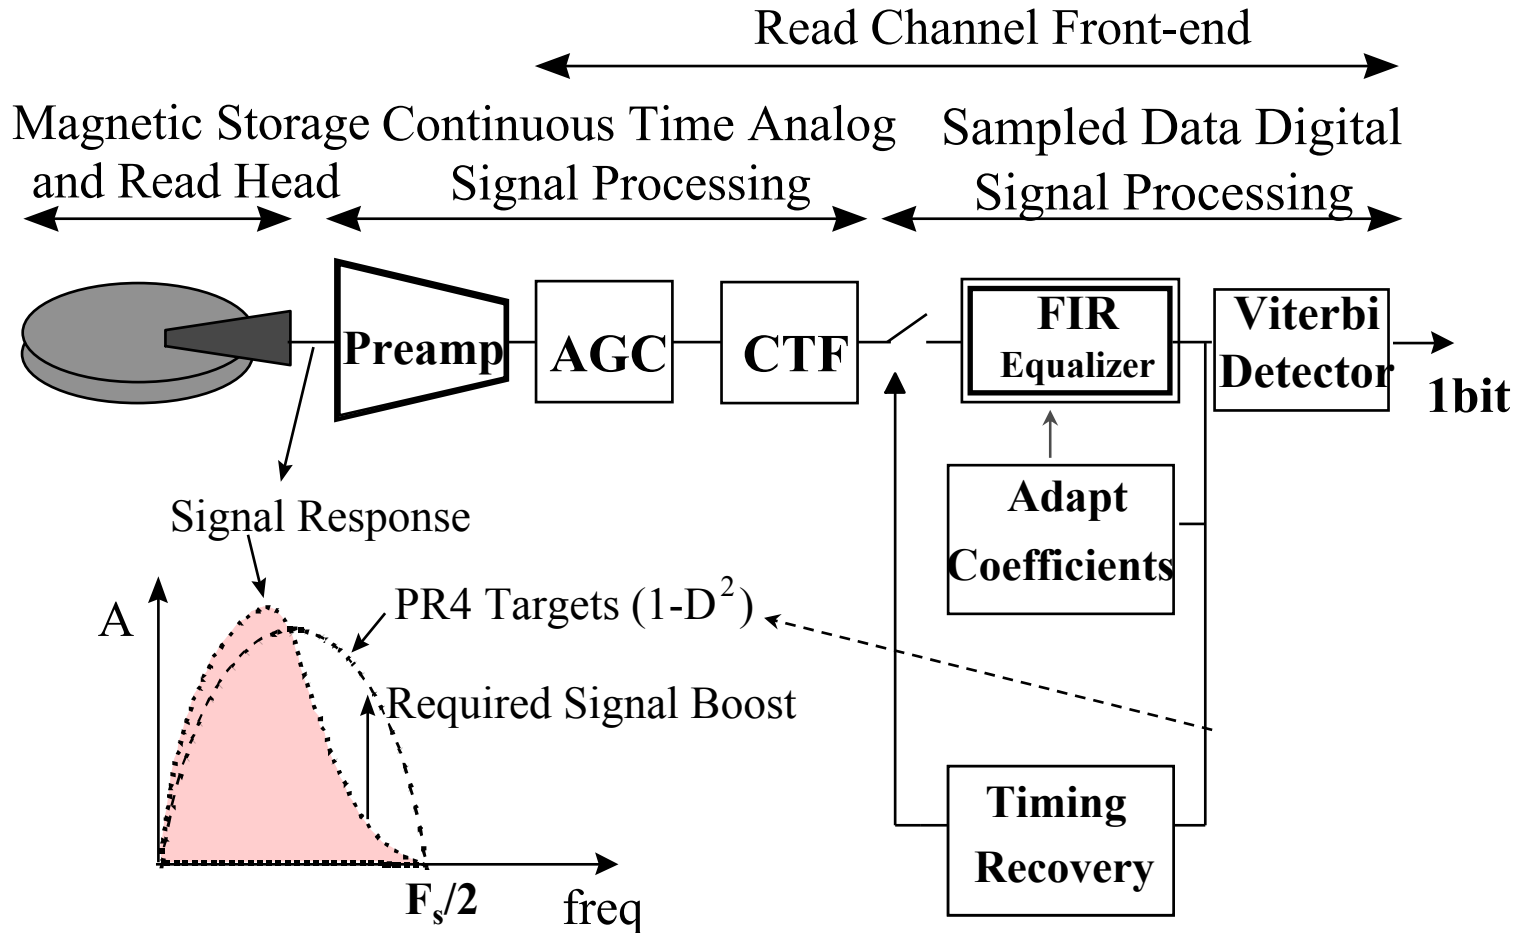 Read Channel Front-end
Magnetic Storage
and Read Head
Continuous Time Analog
Signal Processing
Sampled Data Digital
Signal Processing
Preamp
AGC
CTF
FIR
Equalizer
Viterbi
Detector
1bit
Adapt
Coefficients
Signal Response
A
PR4 Targets (1-D²)
Required Signal Boost
Timing
Recovery
Fₛ/2
freq